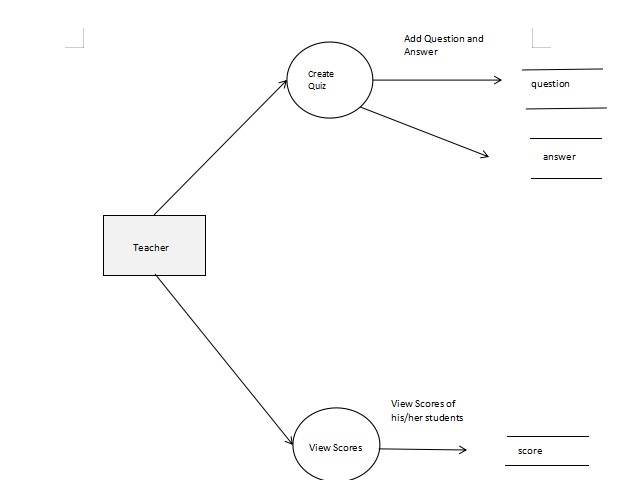 Add Question and
Answer
Create
Quiz
question
answer
Teacher
View Scores of
his/her students
View Scores
score